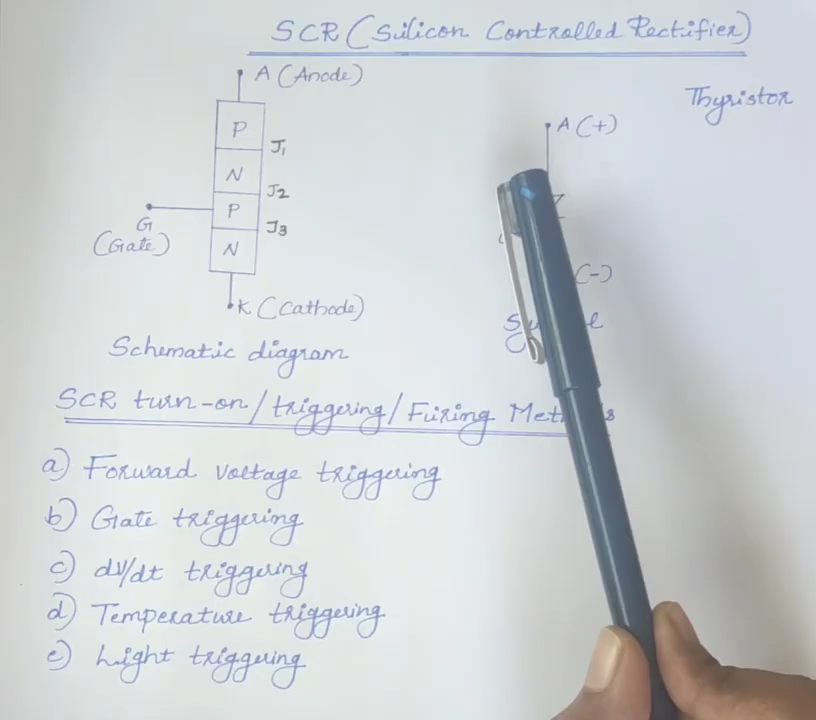 SCR (Silicon Controlled Rectifier)
A (Anode)
Thyristor
A (+)
P
J1
N
J2
P
J3
G
(Gate)
N
(-)
K (Cathode)
Schematic diagram
SCR turn-on/triggering/Firing
a) Forward voltage triggering
b) Gate triggering
c) dV/dt triggering
d) Temperature triggering
e) Light triggering